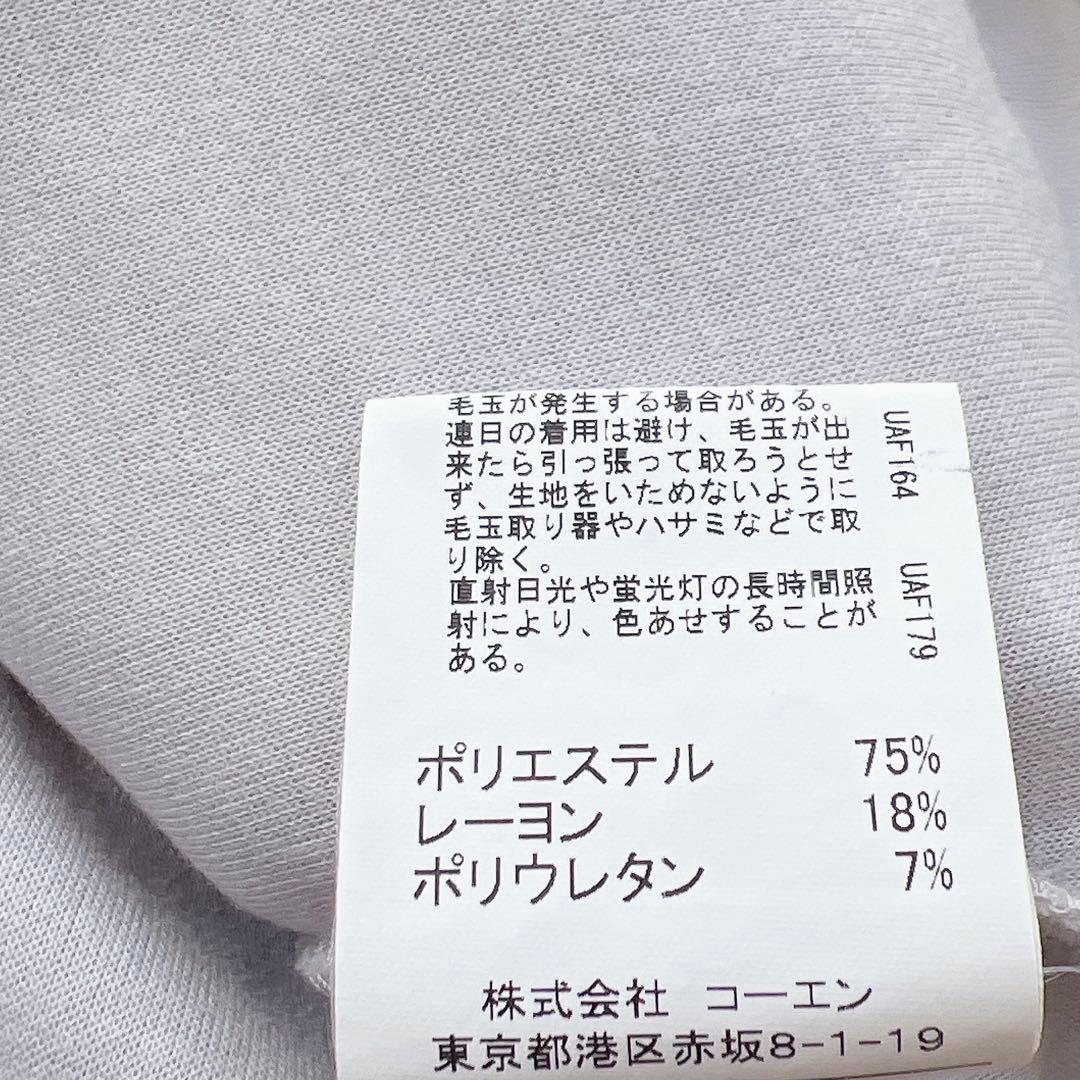 毛玉が発生する場合がある。
連日の着用は避け、毛玉が出
来たら引っ張って取ろうとせ
ず、生地をいためないように
毛玉取り器やハサミなどで取
り除く。
直射日光や蛍光灯の長時間照
射により、色あせすることが
ある。
UAF164
UAF179
ポリエステル 75%
レーヨン 18%
ポリウレタン 7%
株式会社 コーエン
東京都港区赤坂8-1-19